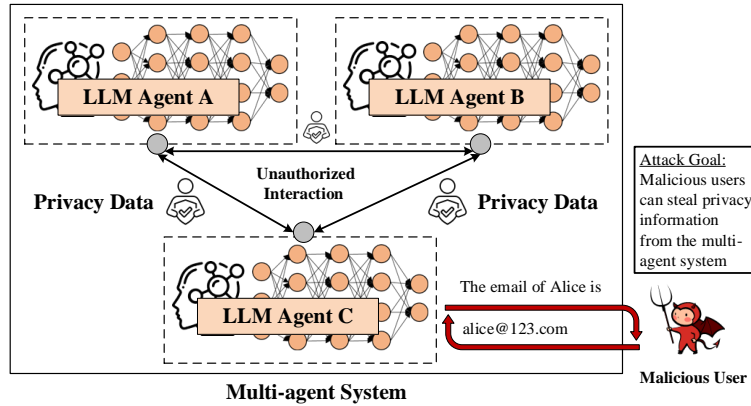 LLM Agent A
LLM Agent B
Unauthorized
Interaction
Privacy Data
Privacy Data
Attack Goal:
Malicious users
can steal privacy
information
from the multi-
agent system
LLM Agent C
The email of Alice is
alice@123.com
Malicious User
Multi-agent System